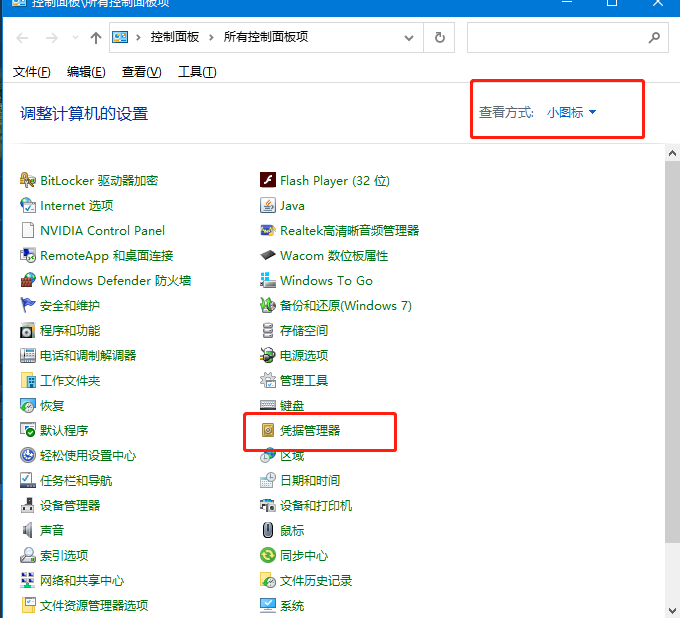 控制面板\所有控制面板项
控制面板 所有控制面板项
文件(F) 编辑(E) 查看(V) 工具(T)
调整计算机的设置
查看方式: 小图标
BitLocker 驱动器加密
Flash Player (32 位)
Internet 选项
Java
NVIDIA Control Panel
Realtek高清晰音频管理器
RemoteApp 和桌面连接
Wacom 数位板属性
Windows Defender 防火墙
Windows To Go
安全和维护
备份和还原(Windows 7)
程序和功能
存储空间
电话和调制解调器
电源选项
工作文件夹
管理工具
恢复
键盘
默认程序
凭据管理器
轻松使用设置中心
区域
任务栏和导航
日期和时间
设备管理器
设备和打印机
声音
鼠标
索引选项
同步中心
网络和共享中心
文件历史记录
文件资源管理器选项
系统